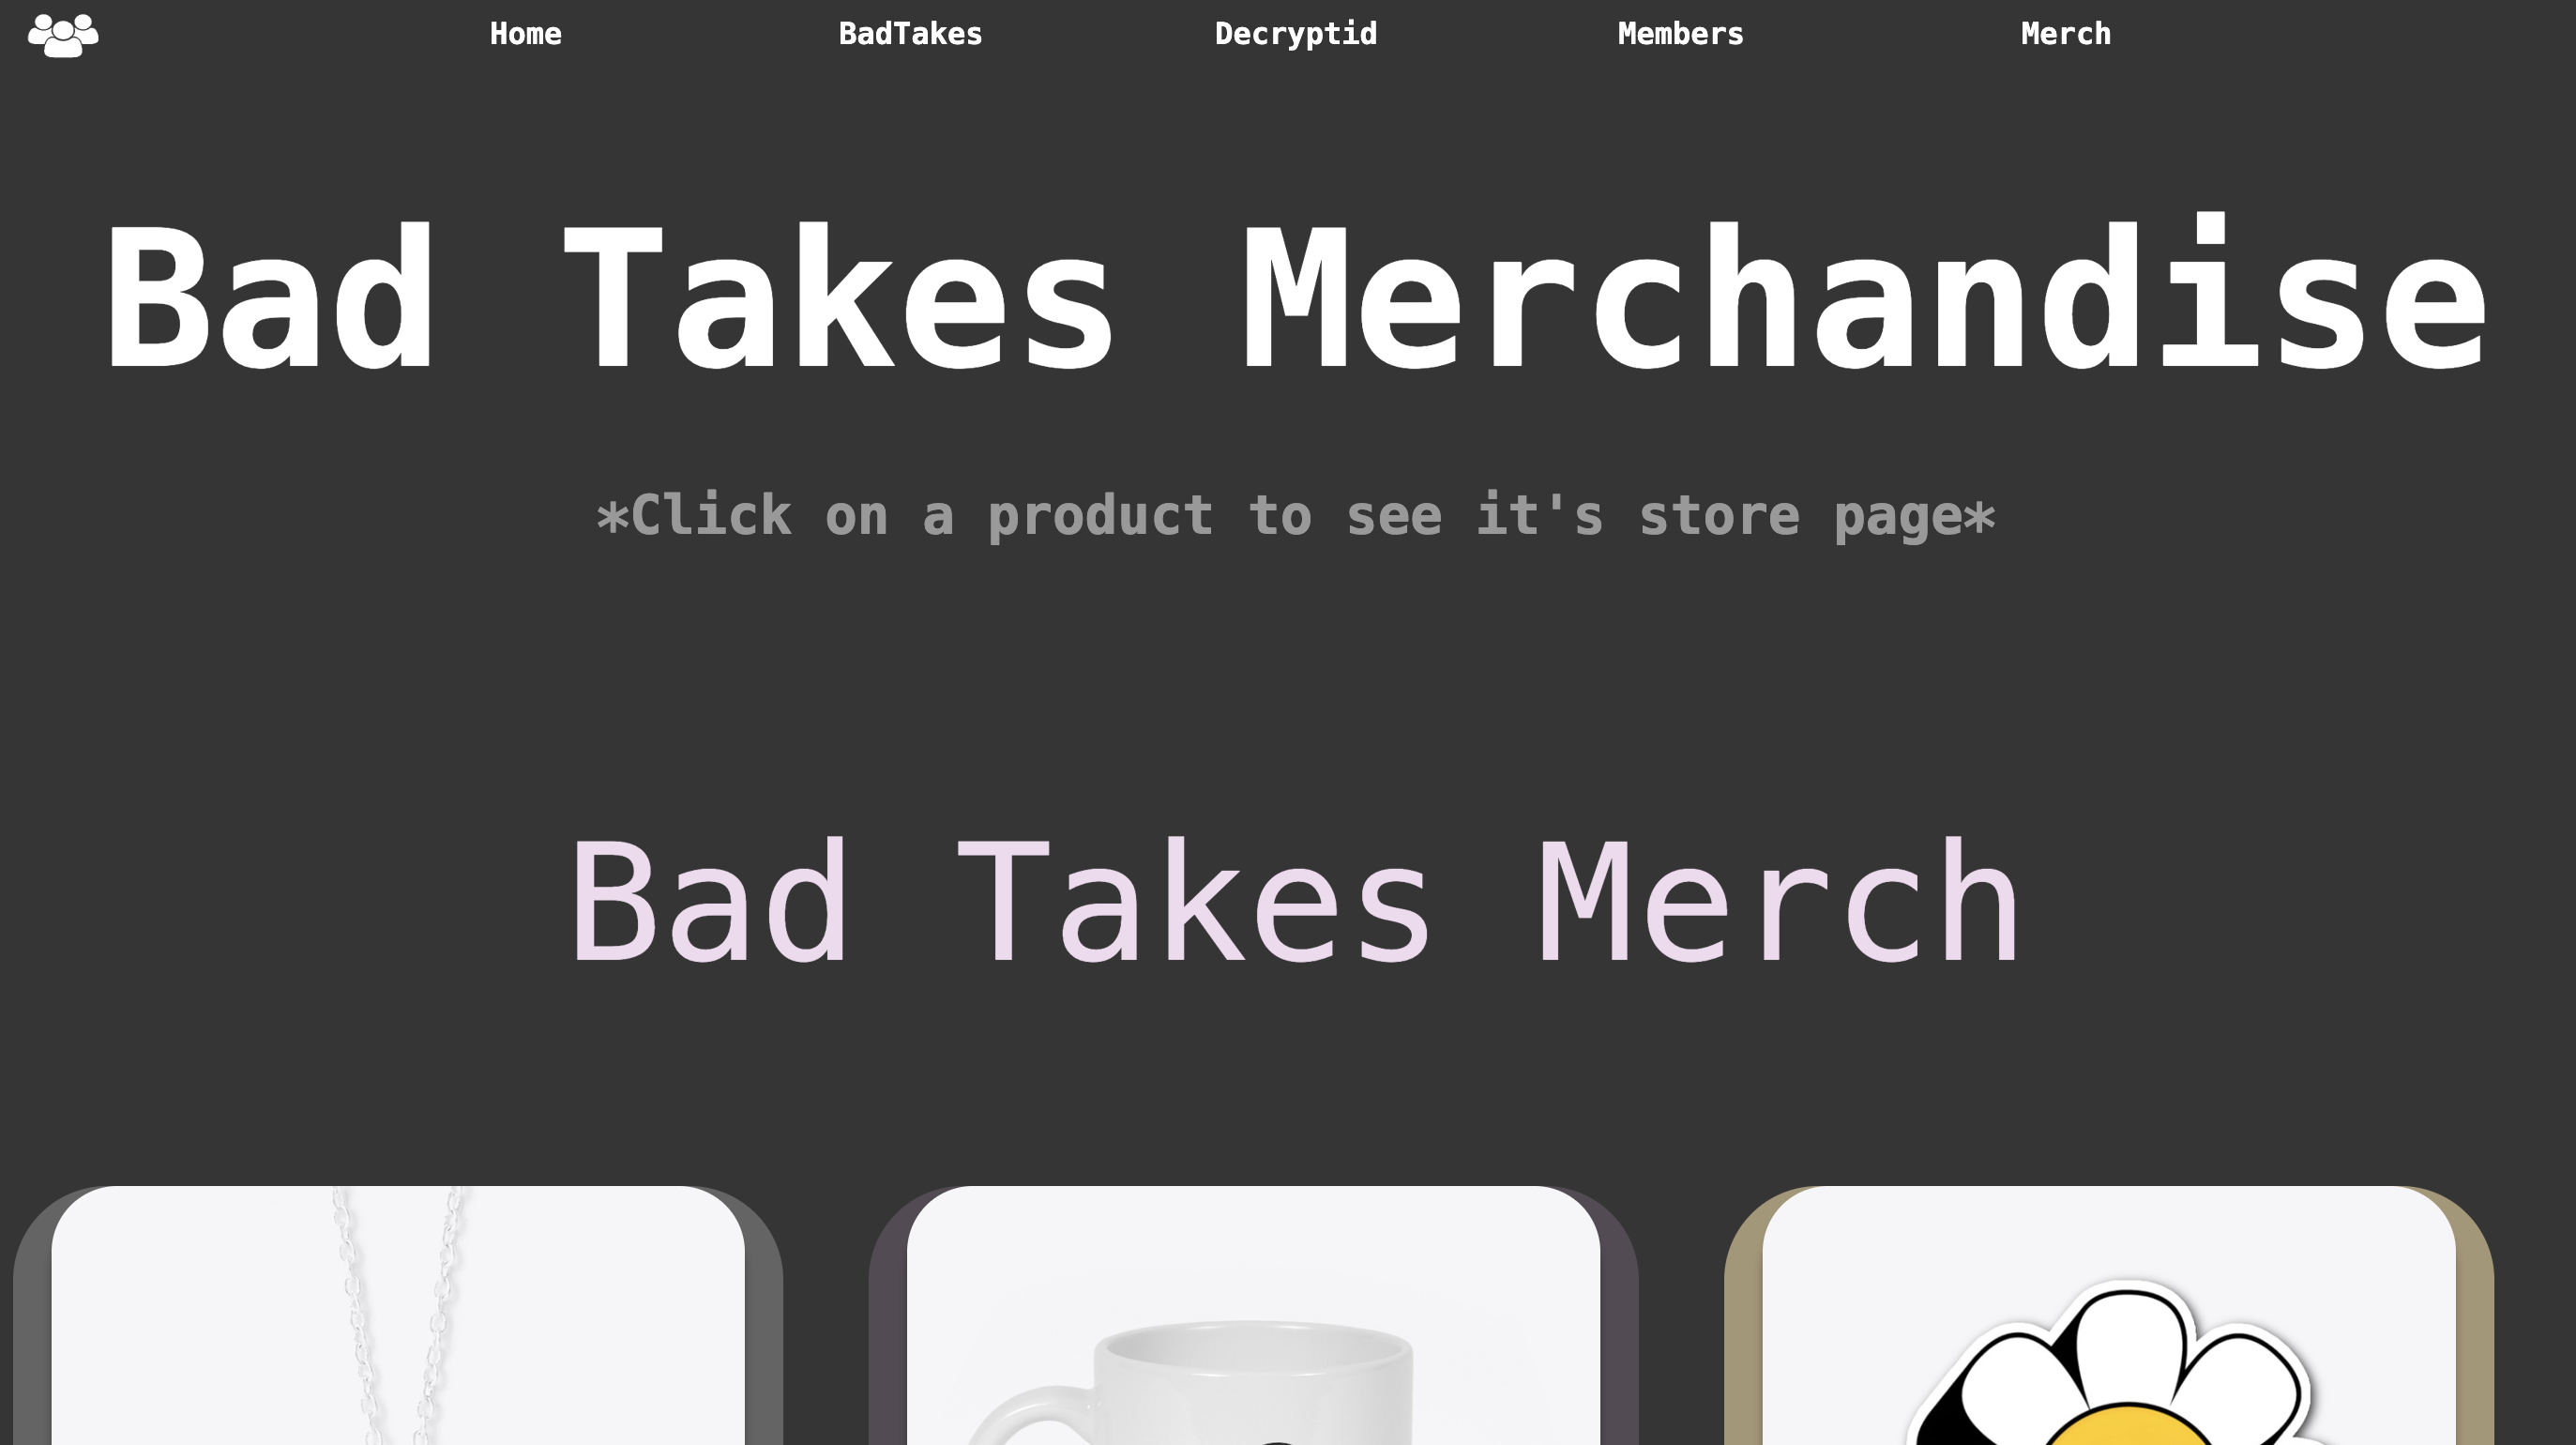 Home BadTakes Decryptid Members Merch
Bad Takes Merchandise
*Click on a product to see it's store page*
Bad Takes Merch